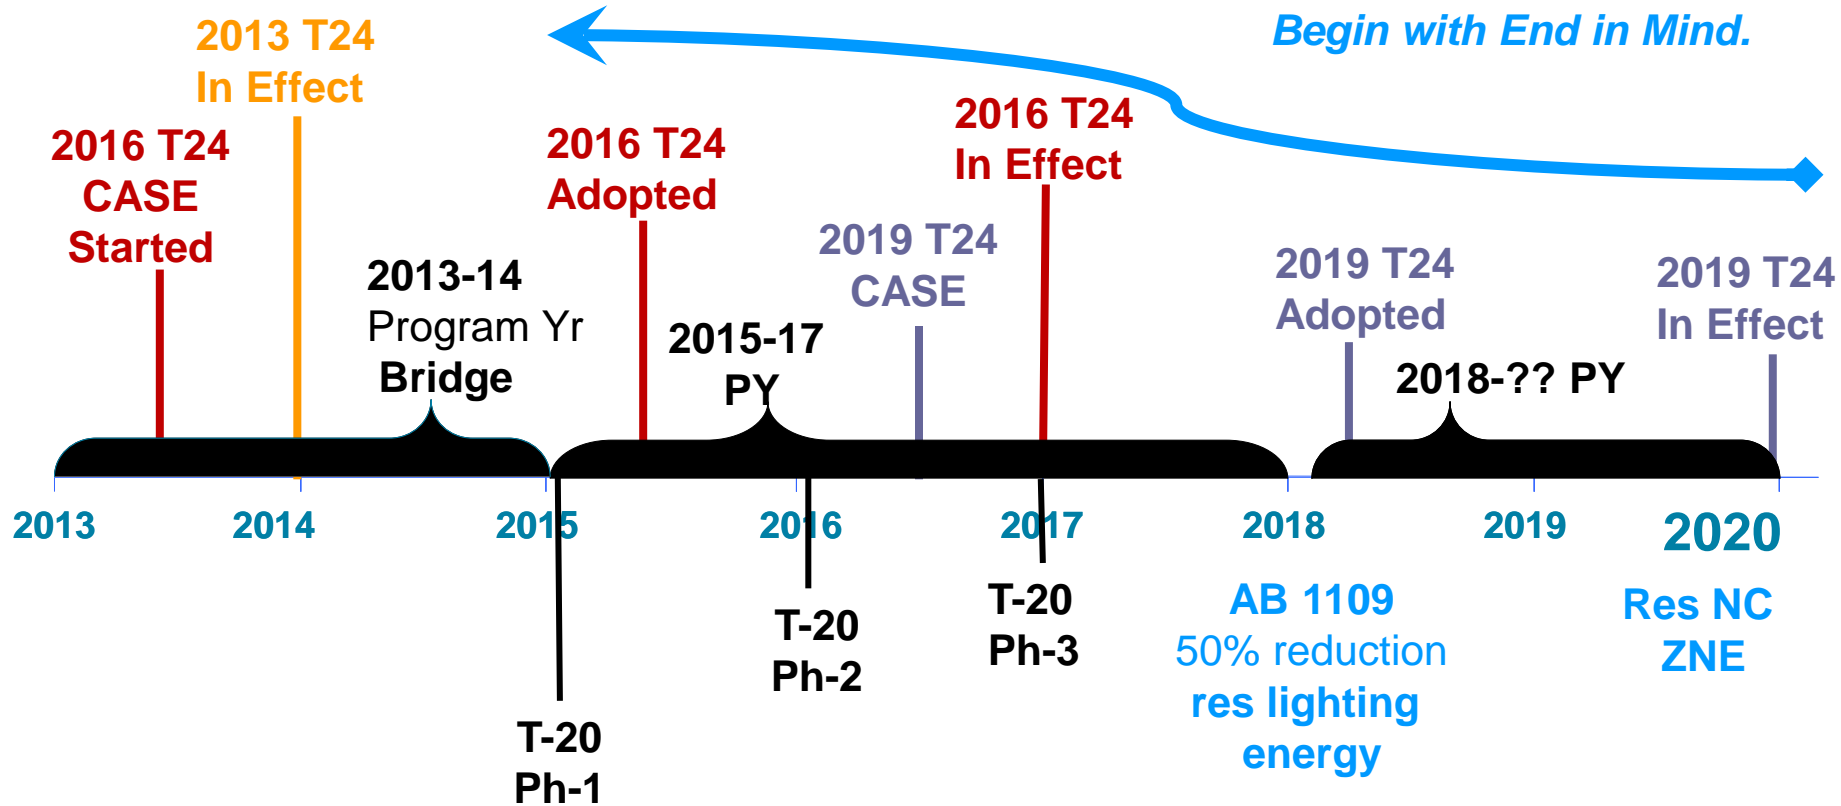 Begin with End in Mind.
2013 T24
In Effect
2016 T24
CASE
Started
2016 T24
Adopted
2016 T24
In Effect
2019 T24
CASE
2019 T24
Adopted
2019 T24
In Effect
2013-14
Program Yr
Bridge
2015-17
PY
2018-?? PY
2013
2014
2015
2016
2017
2018
2019
2020
T-20
Ph-1
T-20
Ph-2
T-20
Ph-3
AB 1109
50% reduction
res lighting
energy
Res NC
ZNE